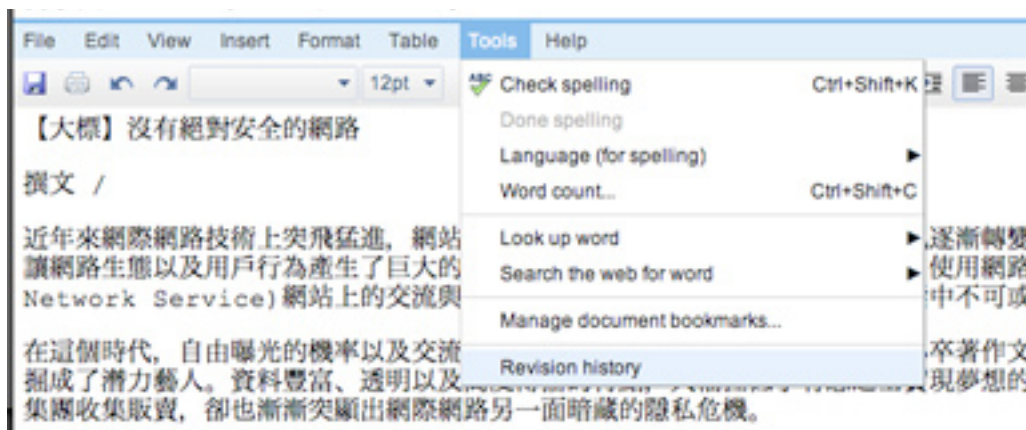 File Edit View Insert Format Table Tools Help
12pt
ABC Check spelling Ctrl+Shift+K
Done spelling
Language (for spelling)
Word count... Ctrl+Shift+C
Look up word
Search the web for word
Manage document bookmarks...
Revision history
【大標】沒有絕對安全的網路
撰文 /
近年來網際網路技術上突飛猛進，網站 逐漸轉變
讓網路生態以及用戶行為產生了巨大的 使用網路
Network Service)網站上的交流與 中不可或
在這個時代，自由曝光的機率以及交流 卒著作文
掘成了潛力藝人。資料豐富、透明以及 實現夢想的
集團收集販賣，卻也漸漸突顯出網際網路另一面暗藏的隱私危機。